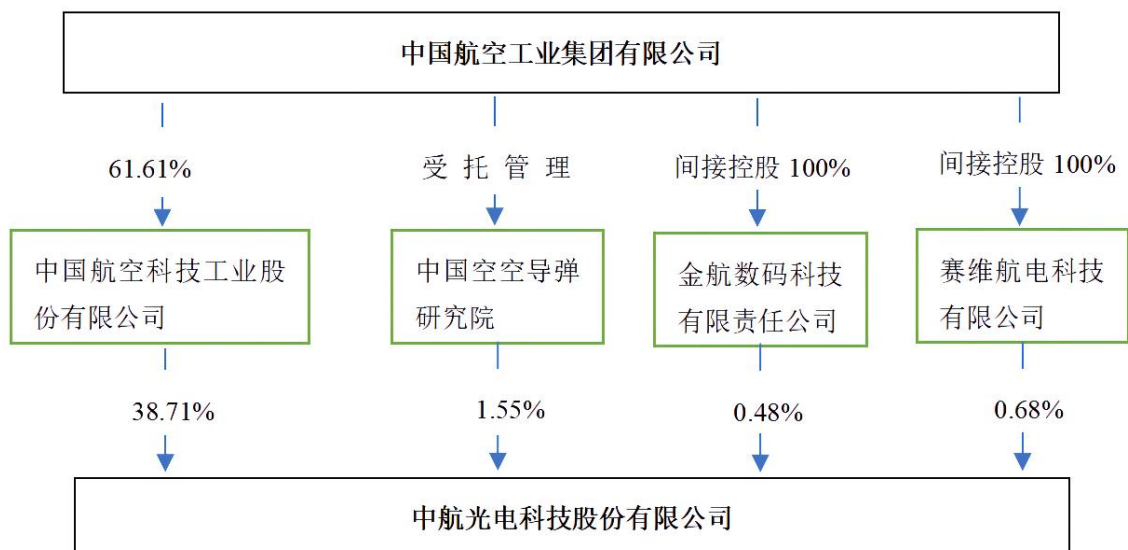 中国航空工业集团有限公司
61.61%
受托管理
间接控股 100%
间接控股 100%
中国航空科技工业股
份有限公司
中国空空导弹
研究院
金航数码科技
有限责任公司
赛维航电科技
有限公司
38.71%
1.55%
0.48%
0.68%
中航光电科技股份有限公司